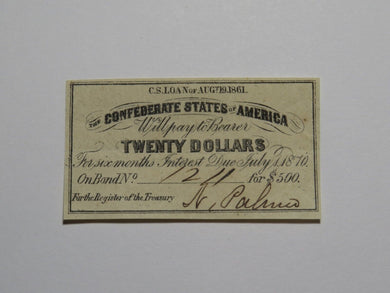 C.S. LOAN OF AUG. 19, 1861.
THE CONFEDERATE STATES OF AMERICA
Will pay to Bearer
TWENTY DOLLARS
For six months Interest Due July 1, 1870.
On Bond No. 1211 for $500.
For the Register of the Treasury N. Palmer